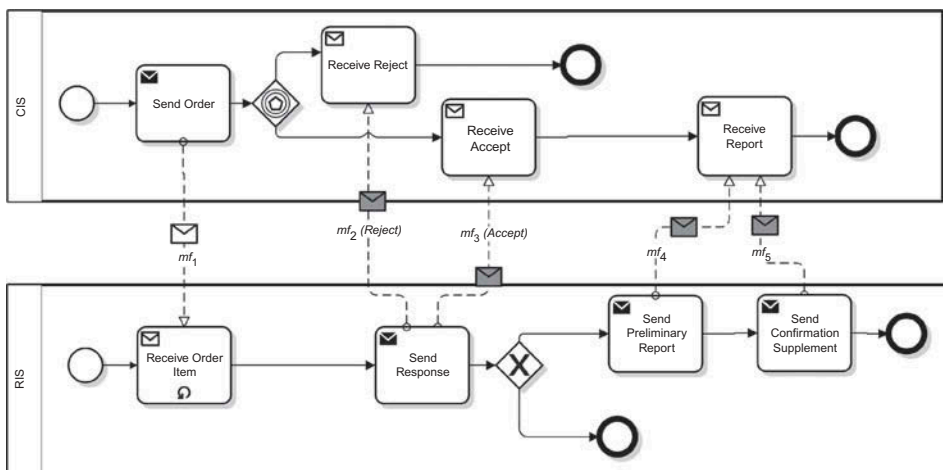 CIS
Send Order
Receive Reject
Receive
Accept
Receive
Report
mf1
mf2 (Reject)
mf3 (Accept)
mf4
mf5
RIS
Receive Order
Item
Send
Response
X
Send
Preliminary
Report
Send
Confirmation
Supplement